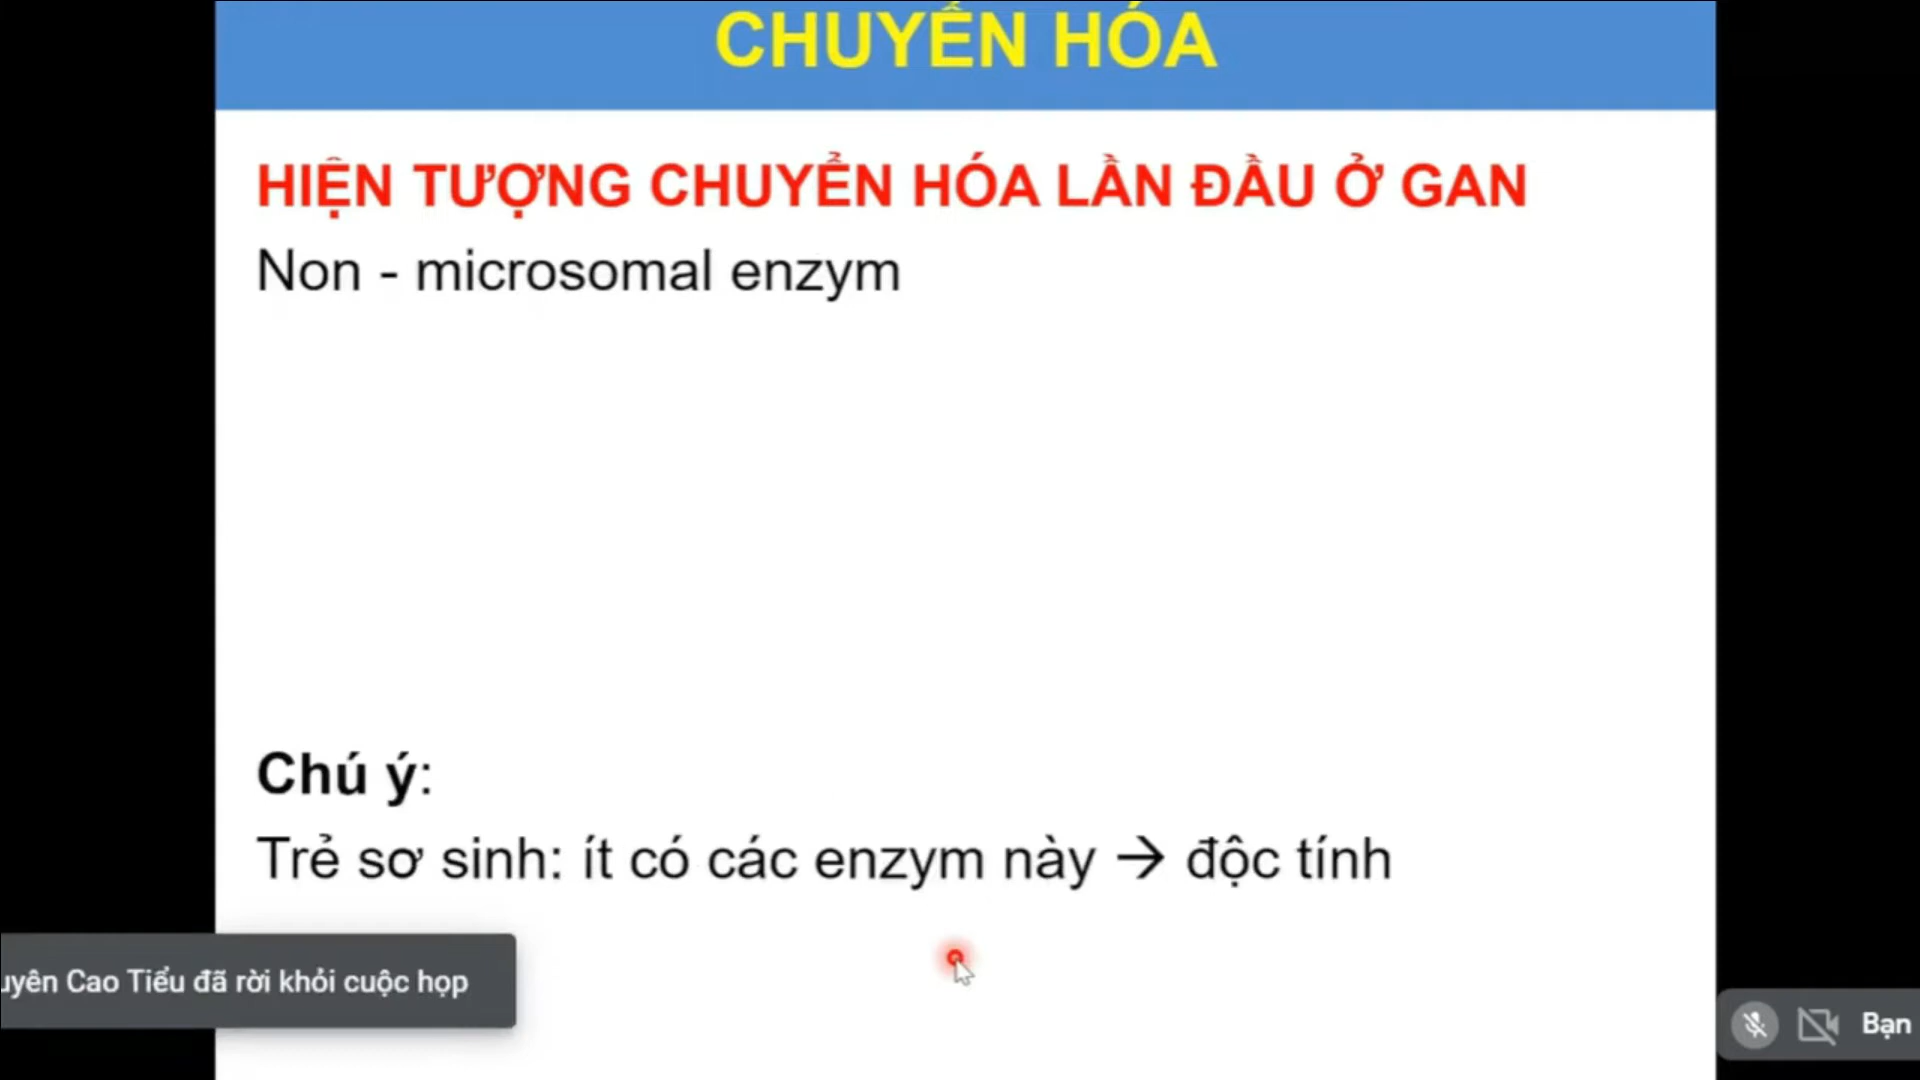 CHUYỂN HÓA
HIỆN TƯỢNG CHUYỂN HÓA LẦN ĐẦU Ở GAN
Non - microsomal enzym
Chú ý:
Trẻ sơ sinh: ít có các enzym này → độc tính
Cao Tiểu đã rời khỏi cuộc họp
Bạn